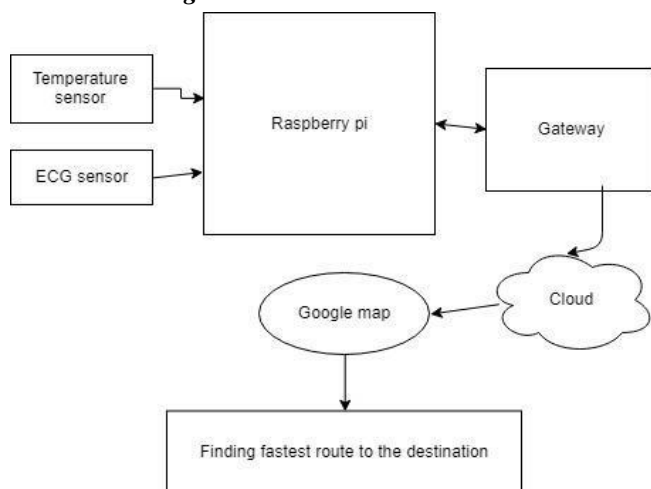 Temperature
sensor
Raspberry pi
Gateway
ECG sensor
Google map
Cloud
Finding fastest route to the destination